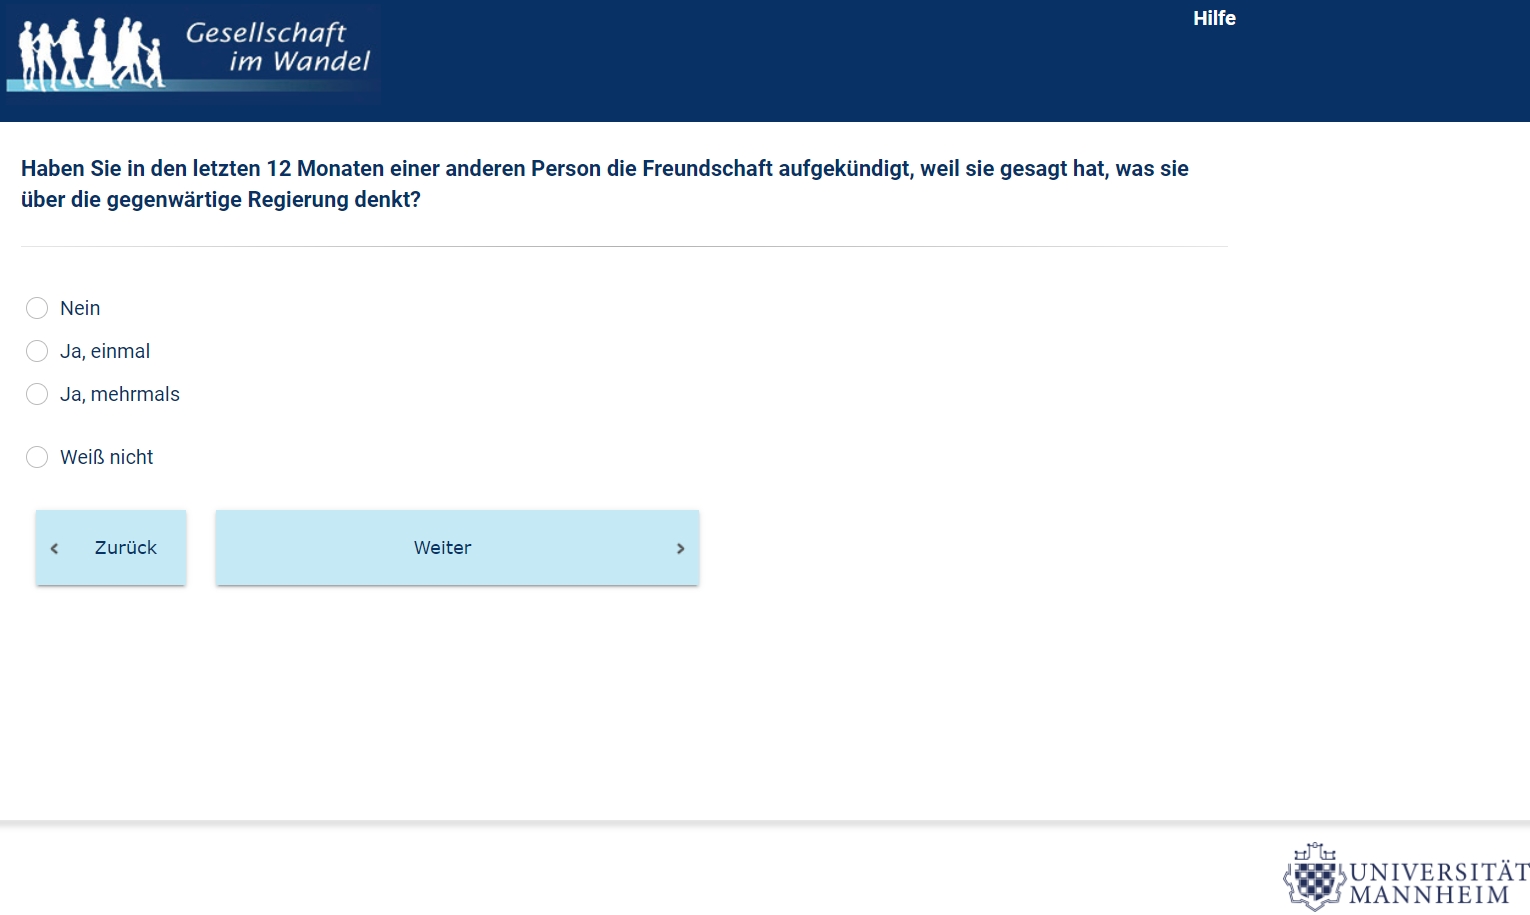 Gesellschaft
im Wandel
Hilfe
Haben Sie in den letzten 12 Monaten einer anderen Person die Freundschaft aufgekündigt, weil sie gesagt hat, was sie
über die gegenwärtige Regierung denkt?
Nein
Ja, einmal
Ja, mehrmals
Weiß nicht
Zurück
Weiter
UNIVERSITÄT
MANNHEIM